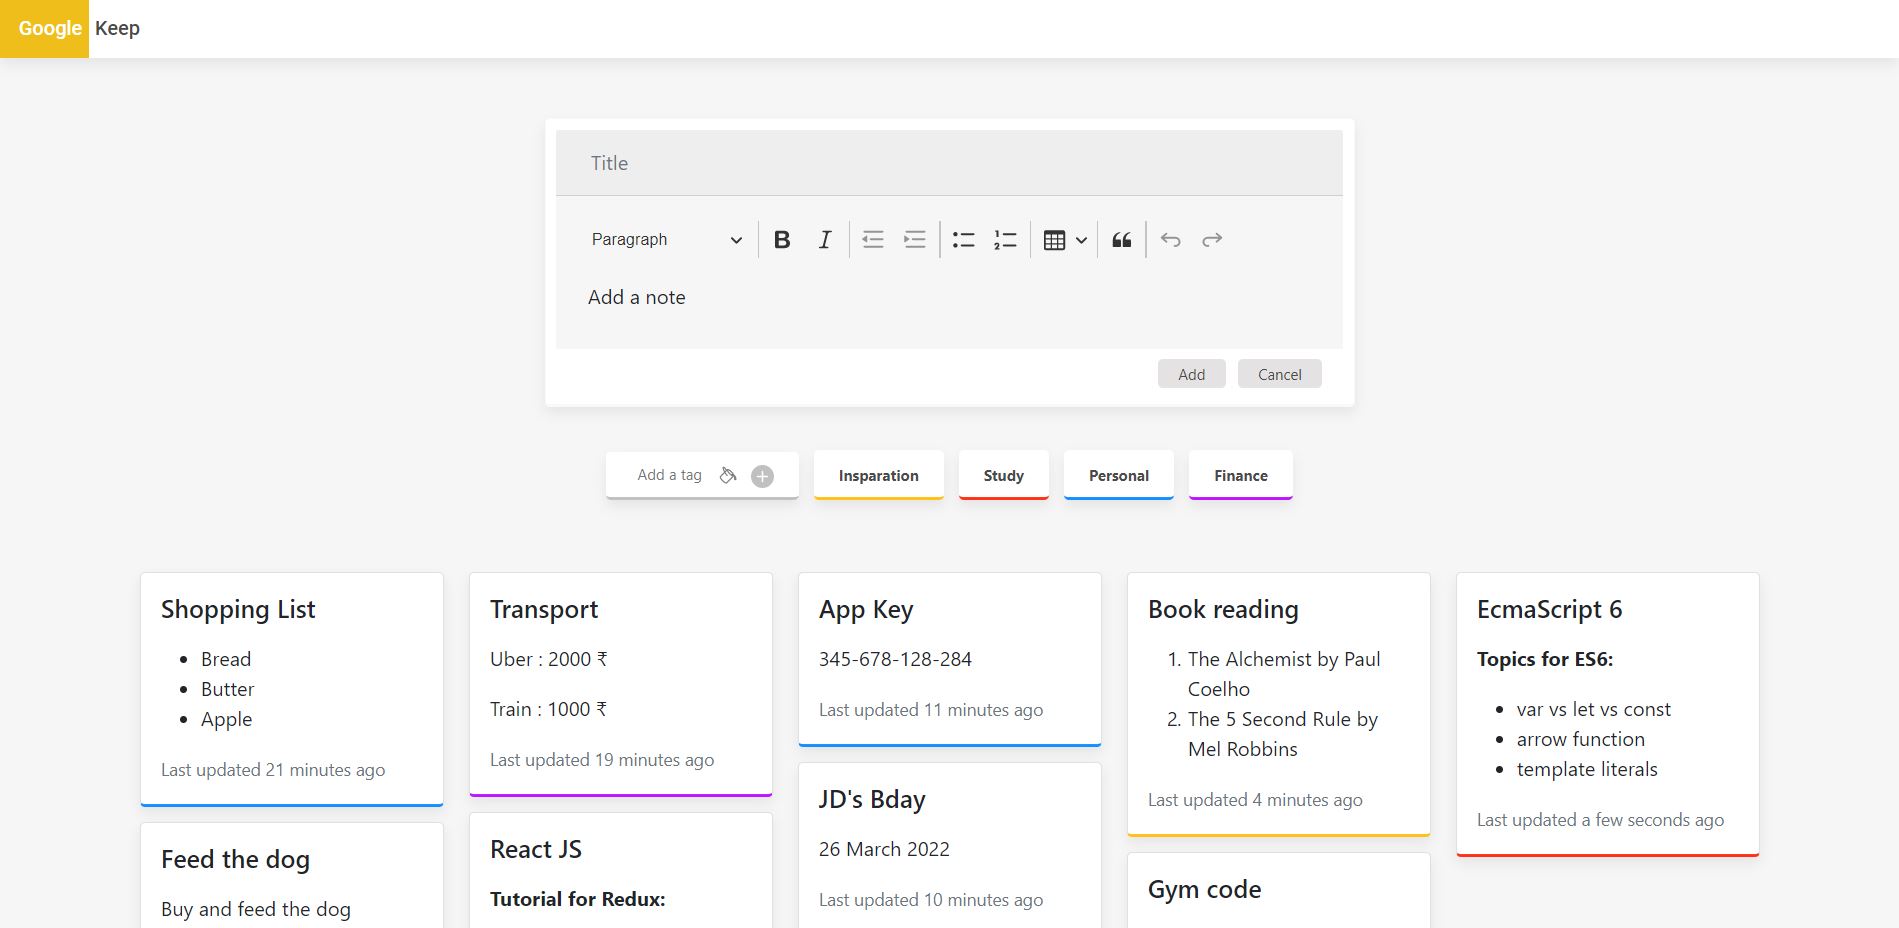 Google Keep
Title
Paragraph
Add a note
Add Cancel
Add a tag Insparation Study Personal Finance
Shopping List
Bread
Butter
Apple
Last updated 21 minutes ago
Feed the dog
Buy and feed the dog
Transport
Uber : 2000 ₹
Train : 1000 ₹
Last updated 19 minutes ago
React JS
Tutorial for Redux:
App Key
345-678-128-284
Last updated 11 minutes ago
JD's Bday
26 March 2022
Last updated 10 minutes ago
Book reading
1. The Alchemist by Paul
Coelho
2. The 5 Second Rule by
Mel Robbins
Last updated 4 minutes ago
Gym code
EcmaScript 6
Topics for ES6:
var vs let vs const
arrow function
template literals
Last updated a few seconds ago